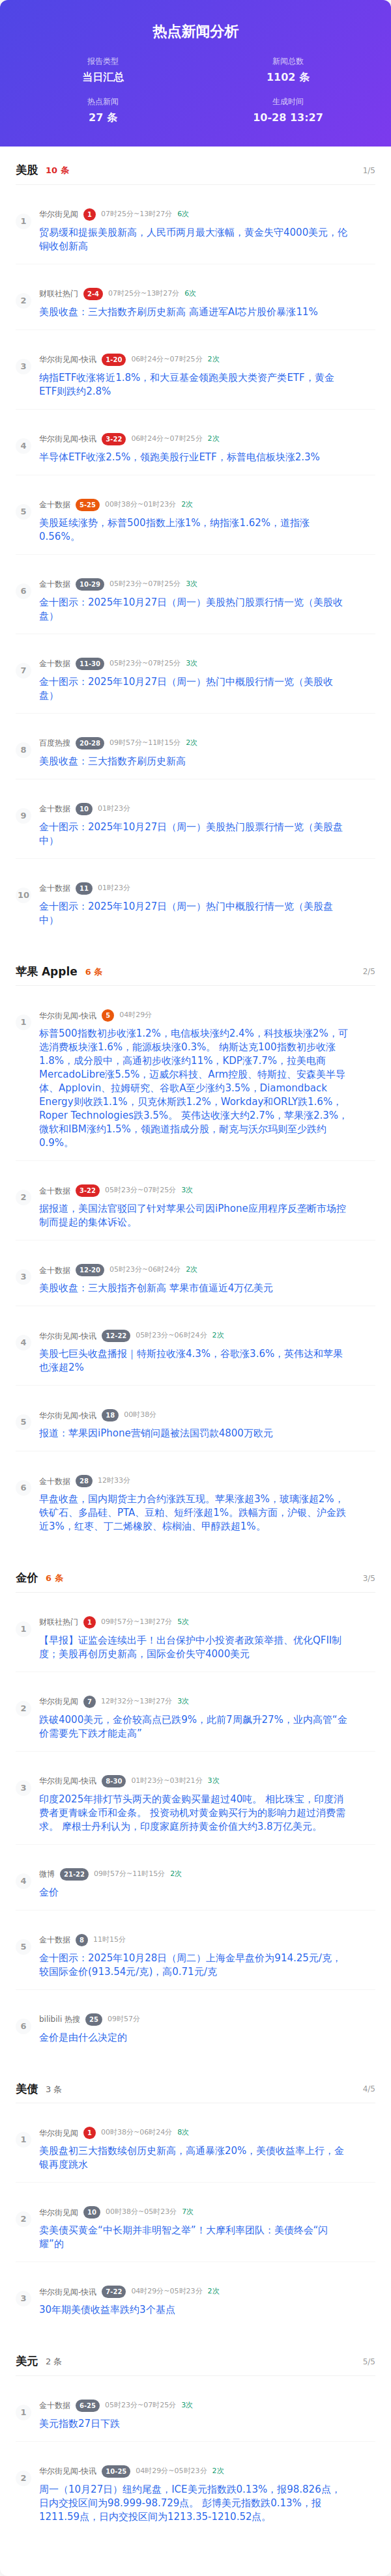 热点新闻分析
报告类型
当日汇总
新闻总数
1102 条
热点新闻
27 条
生成时间
10-28 13:27
美股 10 条 1/5
1
华尔街见闻 1 07时25分~13时27分 6次
贸易缓和提振美股新高，人民币两月最大涨幅，黄金失守4000美元，伦
铜收创新高
2
财联社热门 2-4 07时25分~13时27分 6次
美股收盘：三大指数齐刷历史新高 高通进军AI芯片股价暴涨11%
3
华尔街见闻-快讯 1-20 06时24分~07时25分 2次
纳指ETF收涨将近1.8%，和大豆基金领跑美股大类资产类ETF，黄金
ETF则跌约2.8%
4
华尔街见闻-快讯 3-22 06时24分~07时25分 2次
半导体ETF收涨2.5%，领跑美股行业ETF，标普电信板块涨2.3%
5
金十数据 5-25 00时38分~01时23分 2次
美股延续涨势，标普500指数上涨1%，纳指涨1.62%，道指涨
0.56%。
6
金十数据 10-29 05时23分~07时25分 3次
金十图示：2025年10月27日（周一）美股热门股票行情一览（美股收
盘）
7
金十数据 11-30 05时23分~07时25分 3次
金十图示：2025年10月27日（周一）热门中概股行情一览（美股收
盘）
8
百度热搜 20-28 09时57分~11时15分 2次
美股收盘：三大指数齐刷历史新高
9
金十数据 10 01时23分
金十图示：2025年10月27日（周一）美股热门股票行情一览（美股盘
中）
10
金十数据 11 01时23分
金十图示：2025年10月27日（周一）热门中概股行情一览（美股盘
中）
苹果 Apple 6 条 2/5
1
华尔街见闻-快讯 5 04时29分
标普500指数初步收涨1.2%，电信板块涨约2.4%，科技板块涨2%，可
选消费板块涨1.6%，能源板块涨0.3%。 纳斯达克100指数初步收涨
1.8%，成分股中，高通初步收涨约11%，KDP涨7.7%，拉美电商
MercadoLibre涨5.5%，迈威尔科技、Arm控股、特斯拉、安森美半导
体、Applovin、拉姆研究、谷歌A至少涨约3.5%，Diamondback
Energy则收跌1.1%，贝克休斯跌1.2%，Workday和ORLY跌1.6%，
Roper Technologies跌3.5%。 英伟达收涨大约2.7%，苹果涨2.3%，
微软和IBM涨约1.5%，领跑道指成分股，耐克与沃尔玛则至少跌约
0.9%。
2
金十数据 3-22 05时23分~07时25分 3次
据报道，美国法官驳回了针对苹果公司因iPhone应用程序反垄断市场控
制而提起的集体诉讼。
3
金十数据 12-20 05时23分~06时24分 2次
美股收盘：三大股指齐创新高 苹果市值逼近4万亿美元
4
华尔街见闻-快讯 12-22 05时23分~06时24分 2次
美股七巨头收盘播报｜特斯拉收涨4.3%，谷歌涨3.6%，英伟达和苹果
也涨超2%
5
华尔街见闻-快讯 18 00时38分
报道：苹果因iPhone营销问题被法国罚款4800万欧元
6
金十数据 28 12时33分
早盘收盘，国内期货主力合约涨跌互现。苹果涨超3%，玻璃涨超2%，
铁矿石、多晶硅、PTA、豆粕、短纤涨超1%。跌幅方面，沪银、沪金跌
近3%，红枣、丁二烯橡胶、棕榈油、甲醇跌超1%。
金价 6 条 3/5
1
财联社热门 1 09时57分~13时27分 5次
【早报】证监会连续出手！出台保护中小投资者政策举措、优化QFII制
度；美股再创历史新高，国际金价失守4000美元
2
华尔街见闻 7 12时32分~13时27分 3次
跌破4000美元，金价较高点已跌9%，此前7周飙升27%，业内高管“金
价需要先下跌才能走高”
3
华尔街见闻-快讯 8-30 01时23分~03时21分 3次
印度2025年排灯节头两天的黄金购买量超过40吨。 相比珠宝，印度消
费者更青睐金币和金条。 投资动机对黄金购买行为的影响力超过消费需
求。 摩根士丹利认为，印度家庭所持黄金价值大约3.8万亿美元。
4
微博 21-22 09时57分~11时15分 2次
金价
5
金十数据 8 11时15分
金十图示：2025年10月28日（周二）上海金早盘价为914.25元/克，
较国际金价(913.54元/克)，高0.71元/克
6
bilibili 热搜 25 09时57分
金价是由什么决定的
美债 3 条 4/5
1
华尔街见闻 1 00时38分~06时24分 8次
美股盘初三大指数续创历史新高，高通暴涨20%，美债收益率上行，金
银再度跳水
2
华尔街见闻 10 00时38分~05时23分 7次
卖美债买黄金“中长期并非明智之举”！大摩利率团队：美债终会“闪
耀”的
3
华尔街见闻-快讯 7-22 04时29分~05时23分 2次
30年期美债收益率跌约3个基点
美元 2 条 5/5
1
金十数据 6-25 05时23分~07时25分 3次
美元指数27日下跌
2
华尔街见闻-快讯 10-25 04时29分~05时23分 2次
周一（10月27日）纽约尾盘，ICE美元指数跌0.13%，报98.826点，
日内交投区间为98.999-98.729点。 彭博美元指数跌0.13%，报
1211.59点，日内交投区间为1213.35-1210.52点。